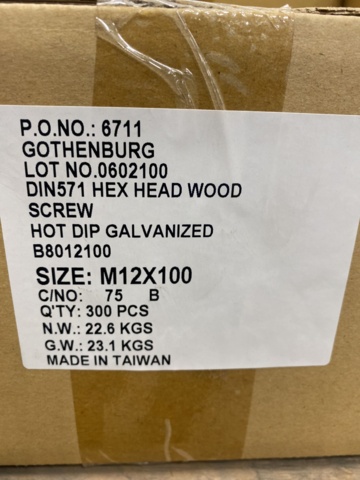 P.O.NO.: 6711
GOTHENBURG
LOT NO.0602100
DIN571 HEX HEAD WOOD
SCREW
HOT DIP GALVANIZED
B8012100
SIZE: M12X100
C/NO: 75 B
Q'TY: 300 PCS
N.W.: 22.6 KGS
G.W.: 23.1 KGS
MADE IN TAIWAN